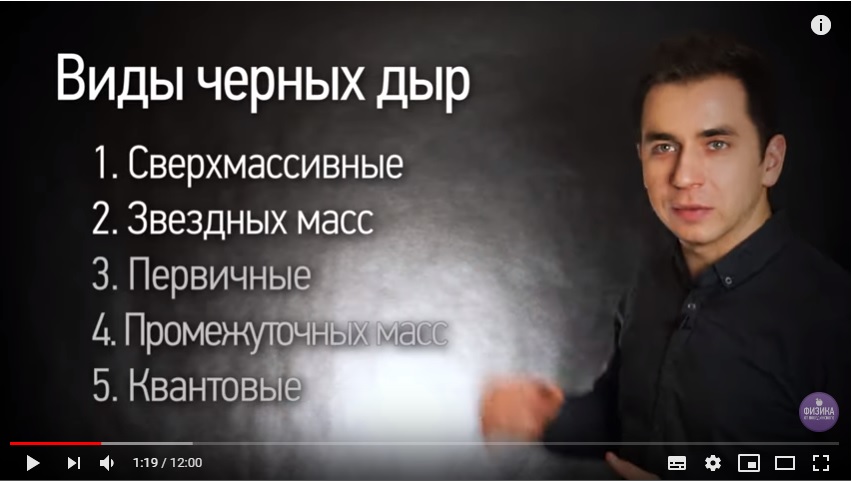 Виды черных дыр
1. Сверхмассивные
2. Звездных масс
3. Первичные
4. Промежуточных масс
5. Квантовые
ФИЗИКА
1:19 / 12:00